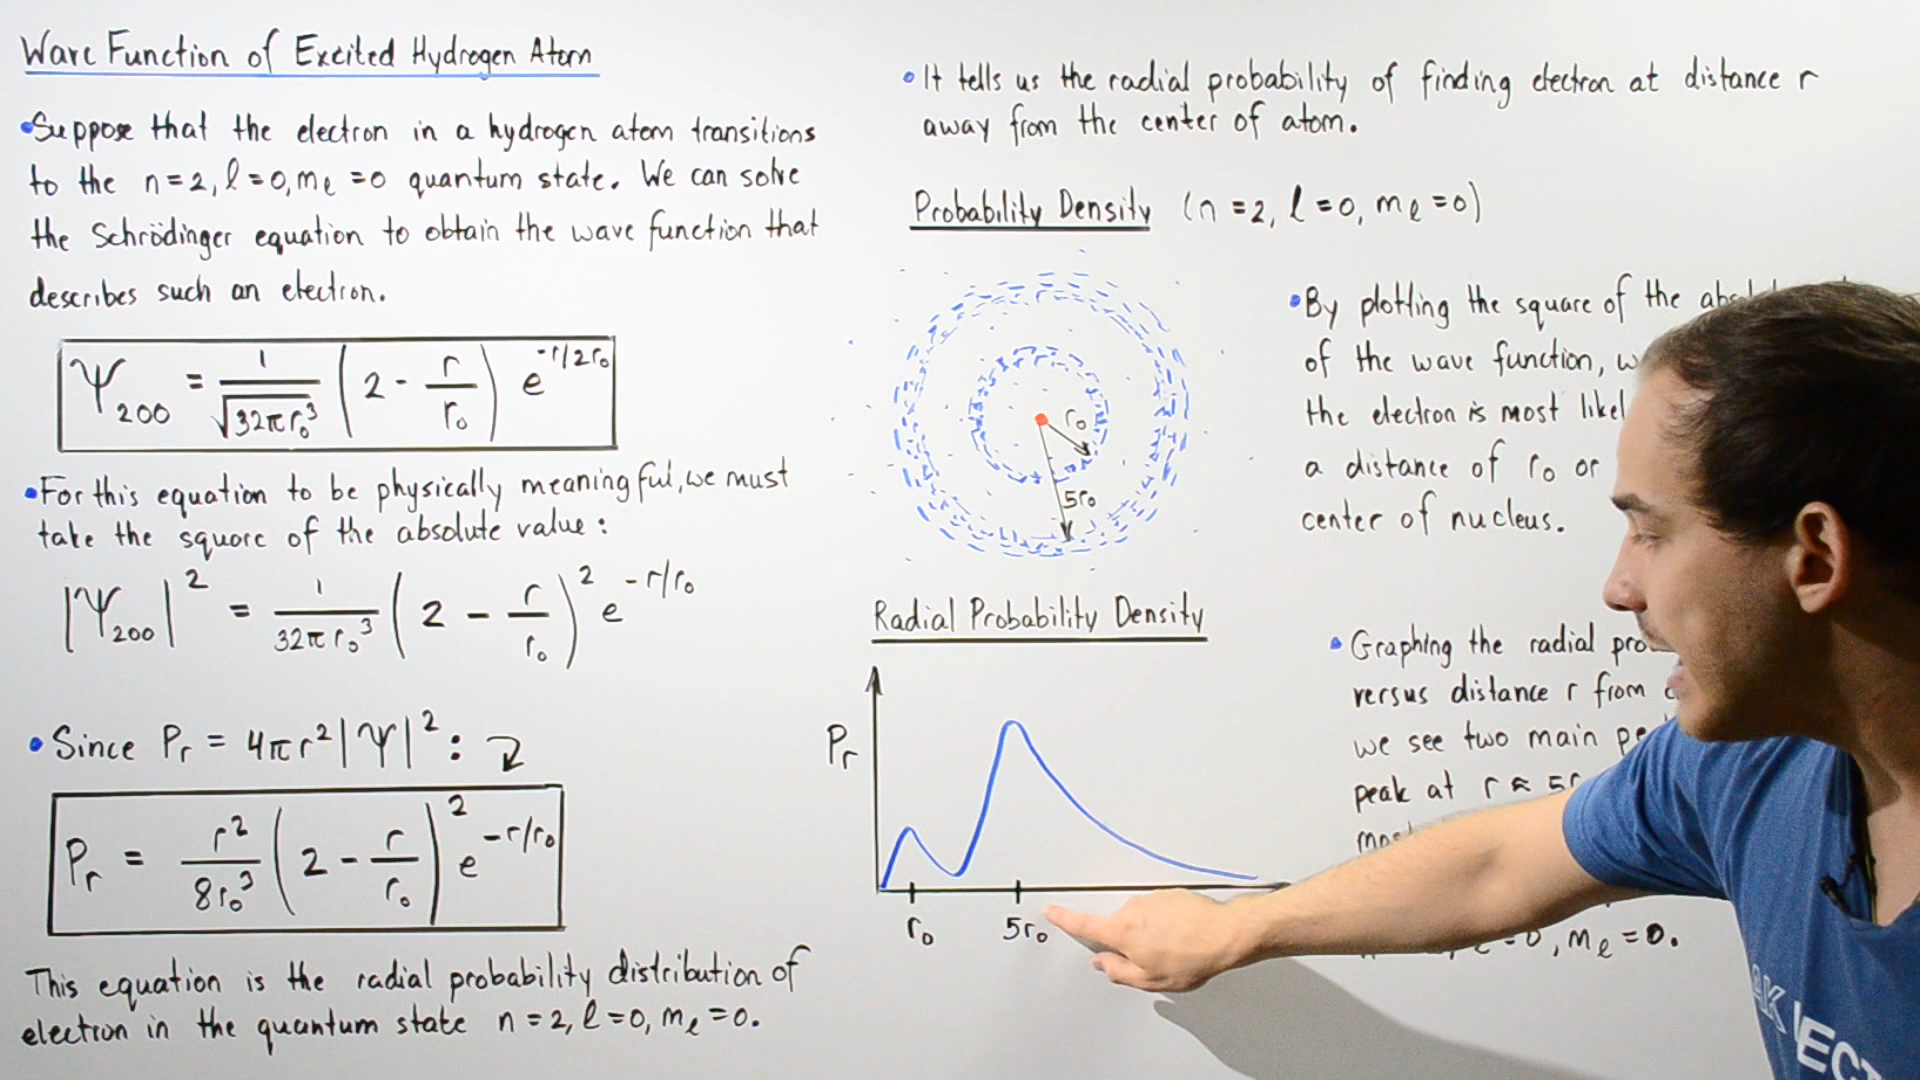 Wave Function of Excited Hydrogen Atom
•Suppose that the electron in a hydrogen atom transitions
to the n=2, l=0, mℓ=0 quantum state. We can solve
the Schrödinger equation to obtain the wave function that
describes such an electron.
Ψ₂₀₀ = 1/√(32πr₀³) (2 - r/r₀) e^(-r/2r₀)
•For this equation to be physically meaningful, we must
take the square of the absolute value:
|Ψ₂₀₀|² = 1/(32πr₀³) (2 - r/r₀)² e^(-r/r₀)
•Since Pr = 4πr²|Ψ|² :
Pr = r²/(8r₀³) (2 - r/r₀)² e^(-r/r₀)
This equation is the radial probability distribution of
electron in the quantum state n=2, l=0, mℓ=0.
•It tells us the radial probability of finding electron at distance r
away from the center of atom.
Probability Density (n=2, l=0, mℓ=0)
r₀
5r₀
•By plotting the square of the
of the wave function,
the electron is most
a distance of r₀ or
center of nucleus.
Radial Probability Density
Pr
r₀
5r₀
•Graphing the radial
versus distance r from
we see two main
peak at r ≈
mℓ=0.